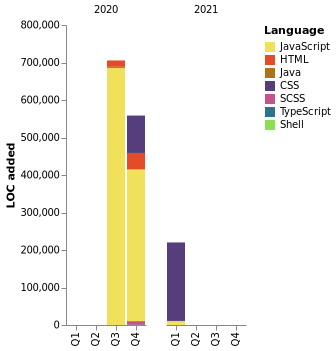 2020 2021
Language
JavaScript
HTML
Java
CSS
SCSS
TypeScript
Shell
LOC added
800,000
700,000
600,000
500,000
400,000
300,000
200,000
100,000
0
Q1 Q2 Q3 Q4 Q1 Q2 Q3 Q4